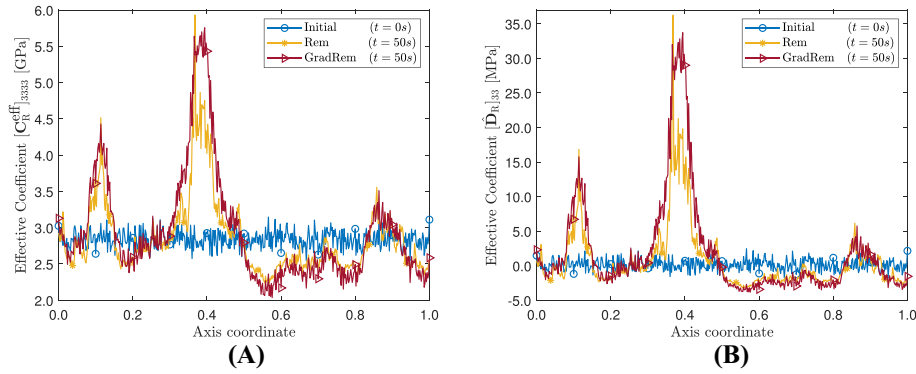 Effective Coefficient [C_R^eff]_3333 [GPa]
6.0
5.5
5.0
4.5
4.0
3.5
3.0
2.5
2.0
0.0 0.2 0.4 0.6 0.8 1.0
Axis coordinate
Initial (t = 0s)
Rem (t = 50s)
GradRem (t = 50s)
(A)
Effective Coefficient [D̂_R]_33 [MPa]
35.0
30.0
25.0
20.0
15.0
10.0
5.0
0.0
-5.0
0.0 0.2 0.4 0.6 0.8 1.0
Axis coordinate
Initial (t = 0s)
Rem (t = 50s)
GradRem (t = 50s)
(B)